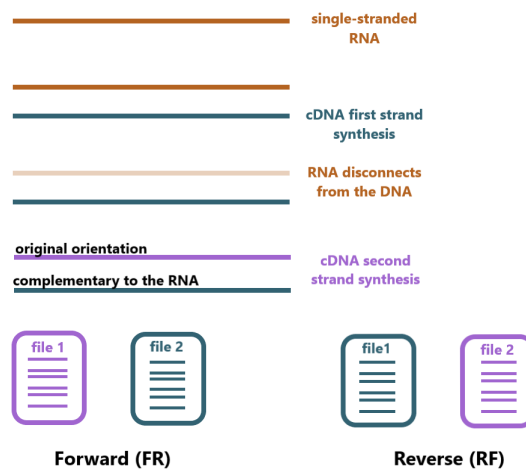 single-stranded
RNA
cDNA first strand
synthesis
RNA disconnects
from the DNA
original orientation
complementary to the RNA
cDNA second
strand synthesis
file 1
file 2
file1
file 2
Forward (FR)
Reverse (RF)